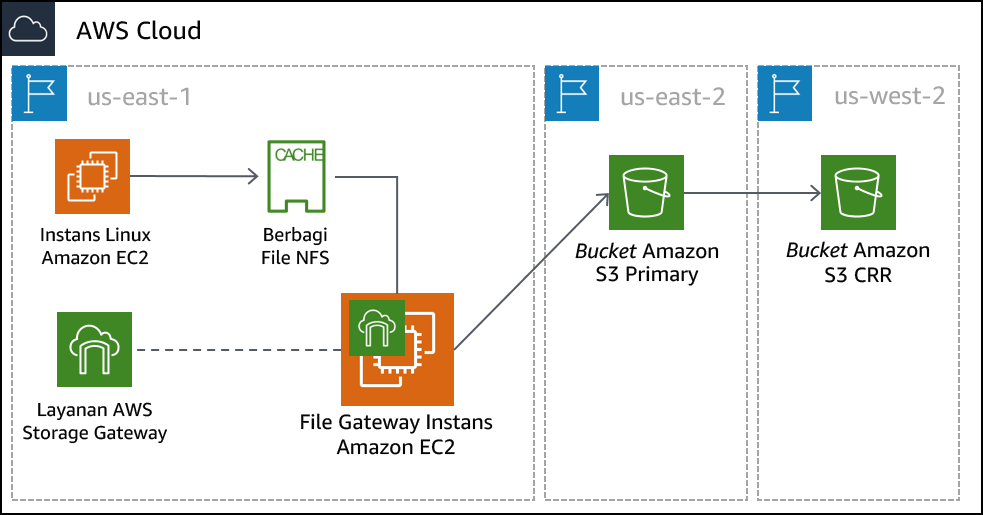 AWS Cloud
us-east-1
us-east-2
us-west-2
CACHE
Instans Linux
Amazon EC2
Berbagi
File NFS
Bucket Amazon
S3 Primary
Bucket Amazon
S3 CRR
Layanan AWS
Storage Gateway
File Gateway Instans
Amazon EC2